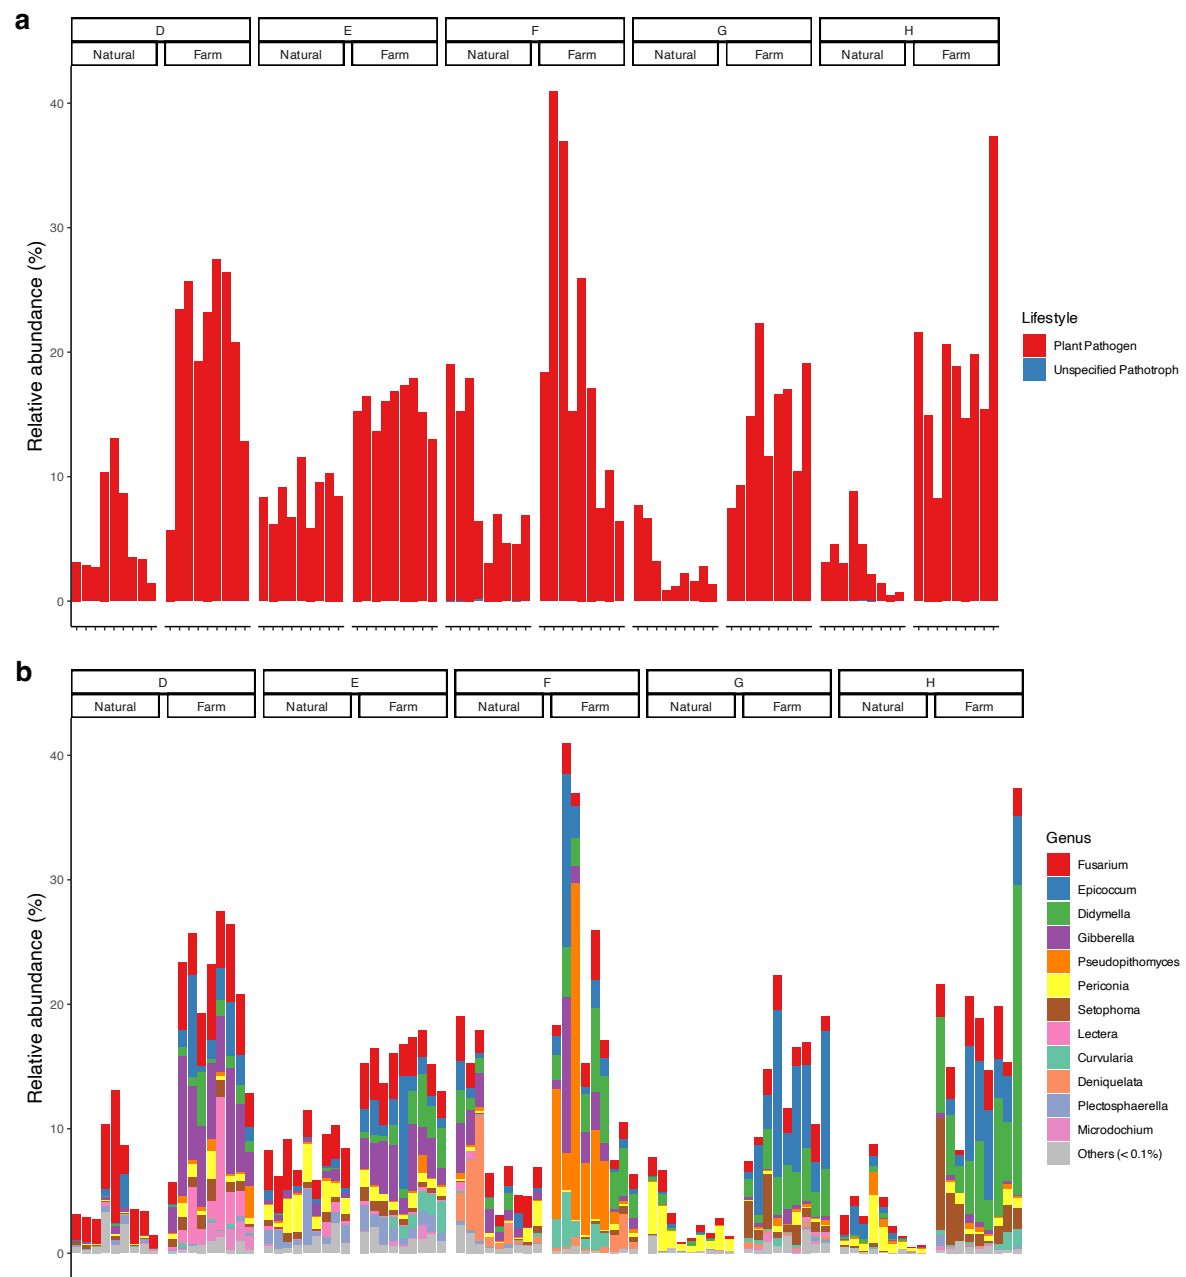 a
D E F G H
Natural Farm Natural Farm Natural Farm Natural Farm Natural Farm
40
30
20
10
0
Relative abundance (%)
Lifestyle
Plant Pathogen
Unspecified Pathotroph
b
D E F G H
Natural Farm Natural Farm Natural Farm Natural Farm Natural Farm
40
30
20
10
0
Relative abundance (%)
Genus
Fusarium
Epicoccum
Didymella
Gibberella
Pseudopithomyces
Periconia
Setophoma
Lectera
Curvularia
Deniquelata
Plectosphaerella
Microdochium
Others (< 0.1%)